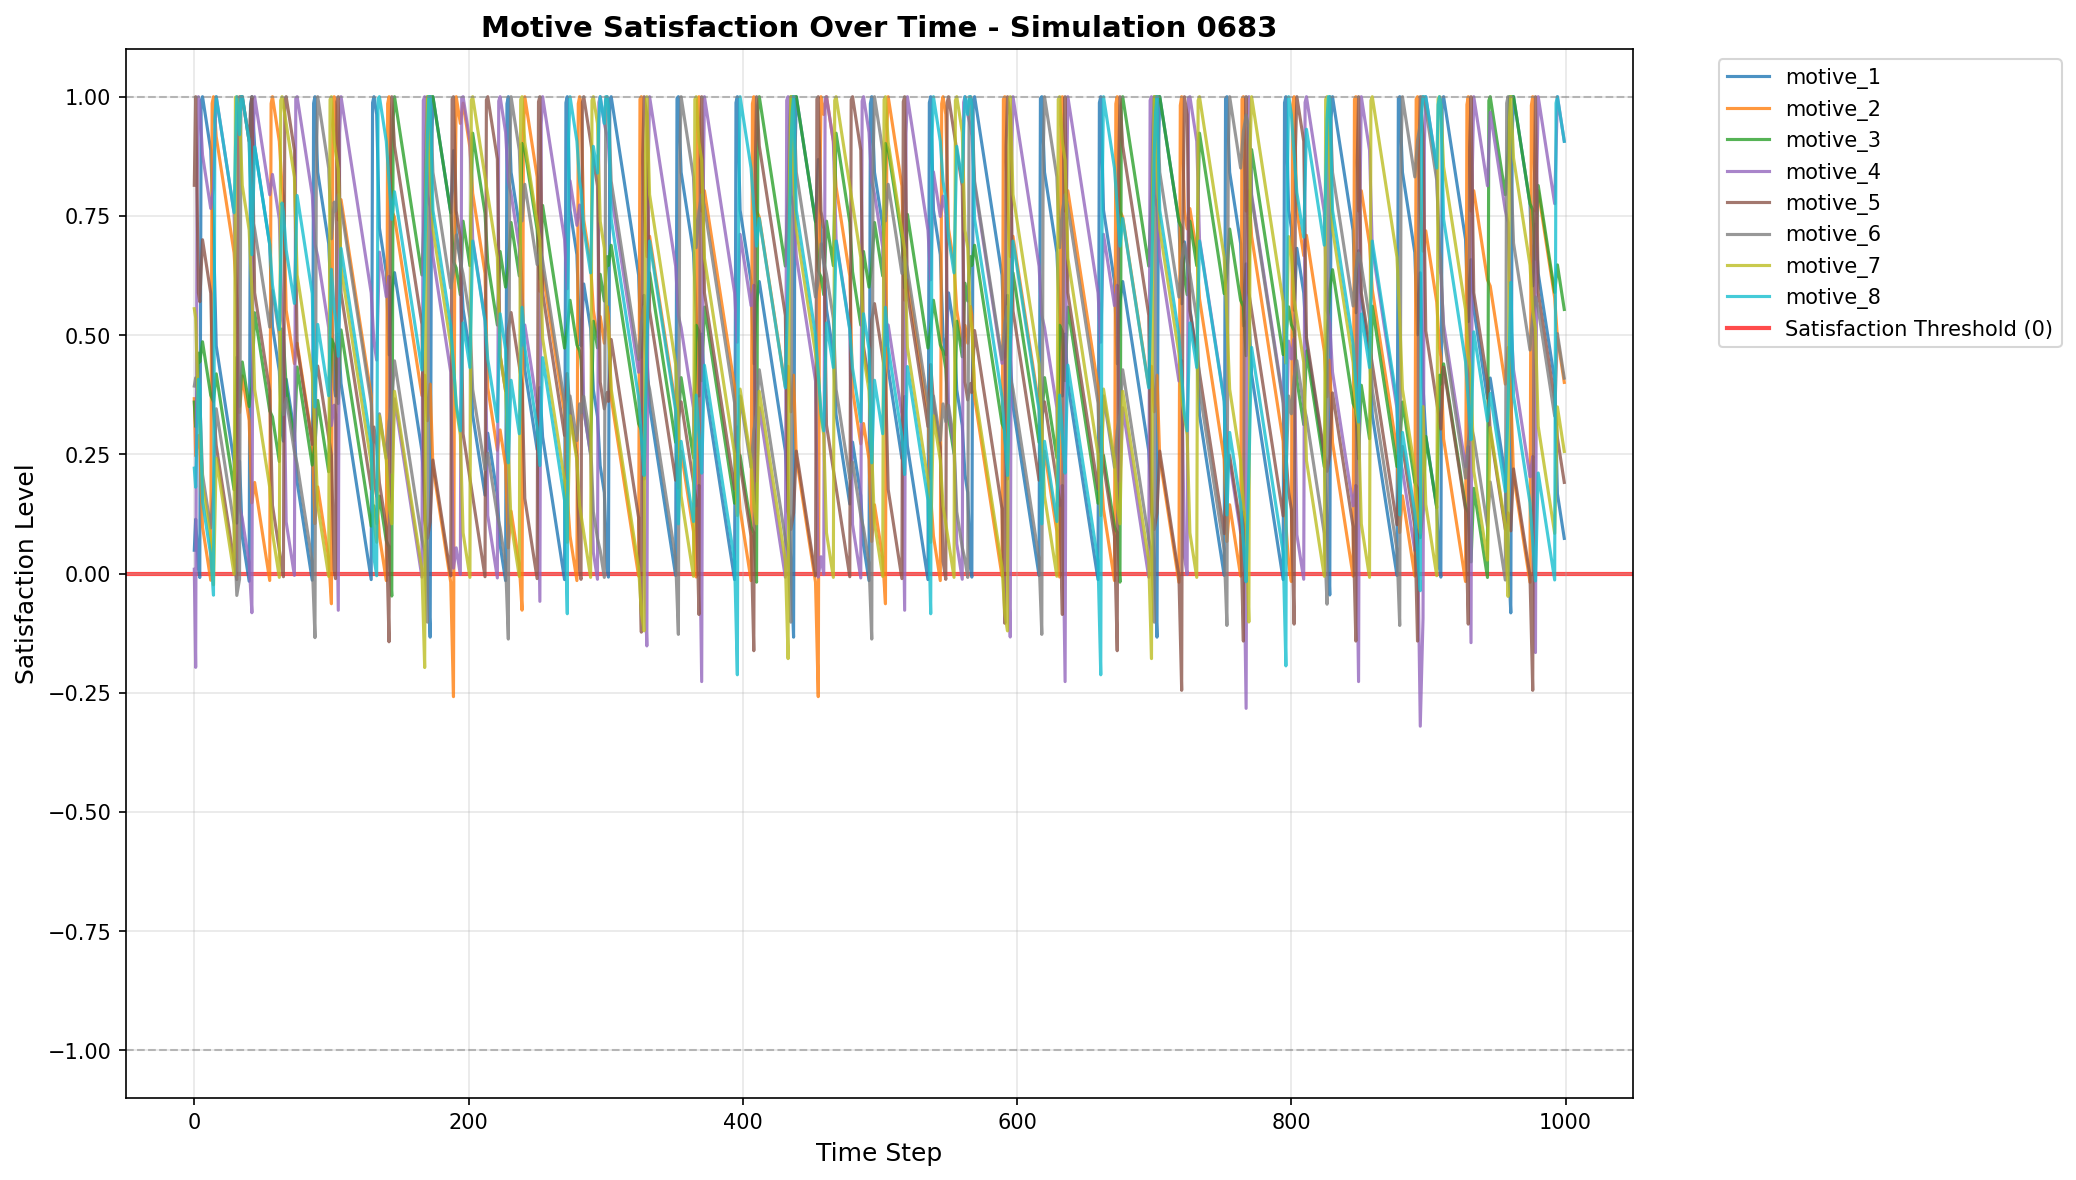 Motive Satisfaction Over Time - Simulation 0683
Satisfaction Level
1.00
0.75
0.50
0.25
0.00
−0.25
−0.50
−0.75
−1.00
0
200
400
600
800
1000
Time Step
motive_1
motive_2
motive_3
motive_4
motive_5
motive_6
motive_7
motive_8
Satisfaction Threshold (0)